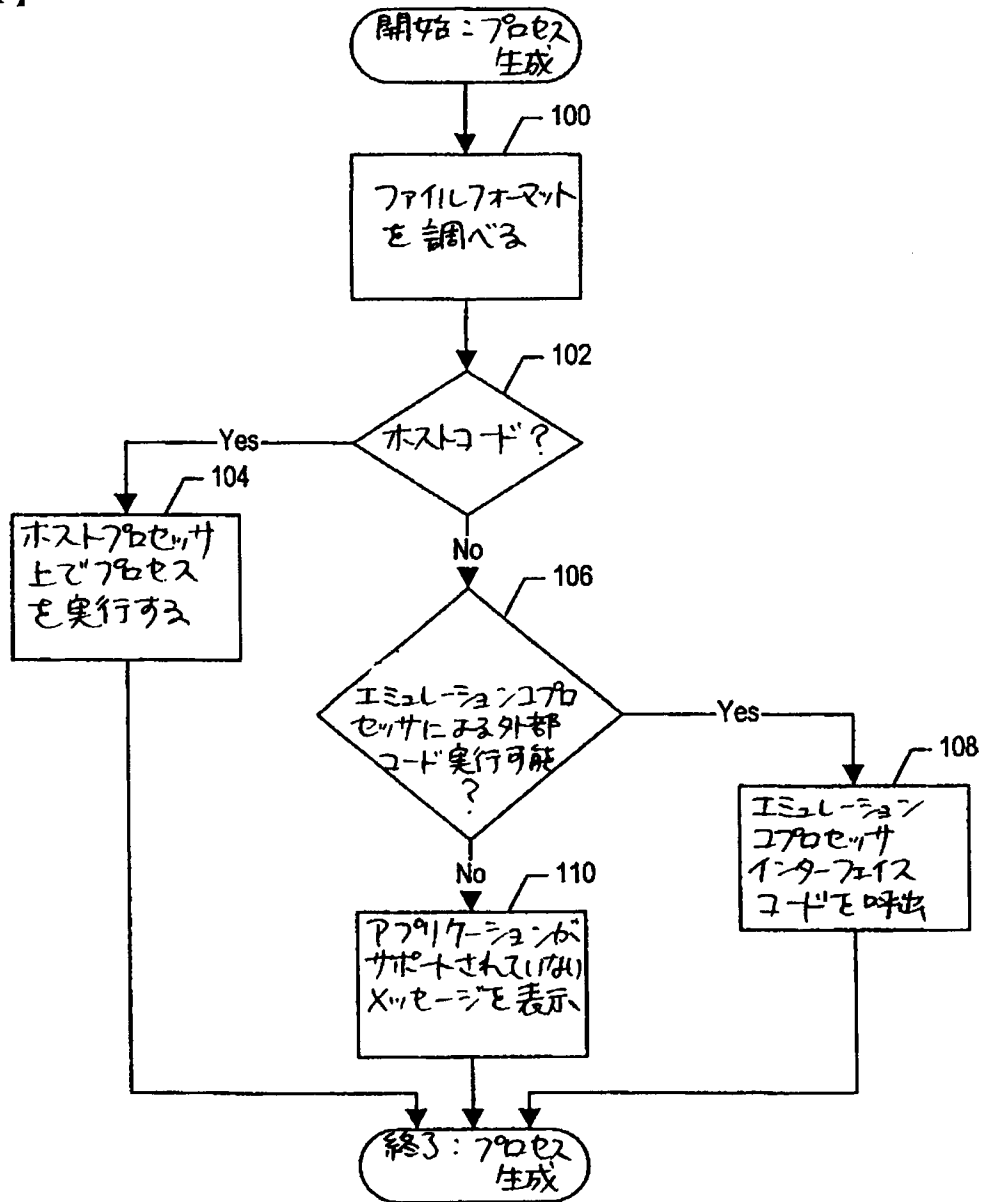 開始：プロセス
生成
100
ファイルフォーマット
を調べる
102
ホストコード？
Yes
104
ホストプロセッサ
上でプロセス
を実行する
No
106
エミュレーションコプロ
セッサによる外部
コード実行可能
？
Yes
108
エミュレーション
コプロセッサ
インターフェイス
コードを呼出
No
110
アプリケーションが
サポートされていない
メッセージを表示
終了：プロセス
生成